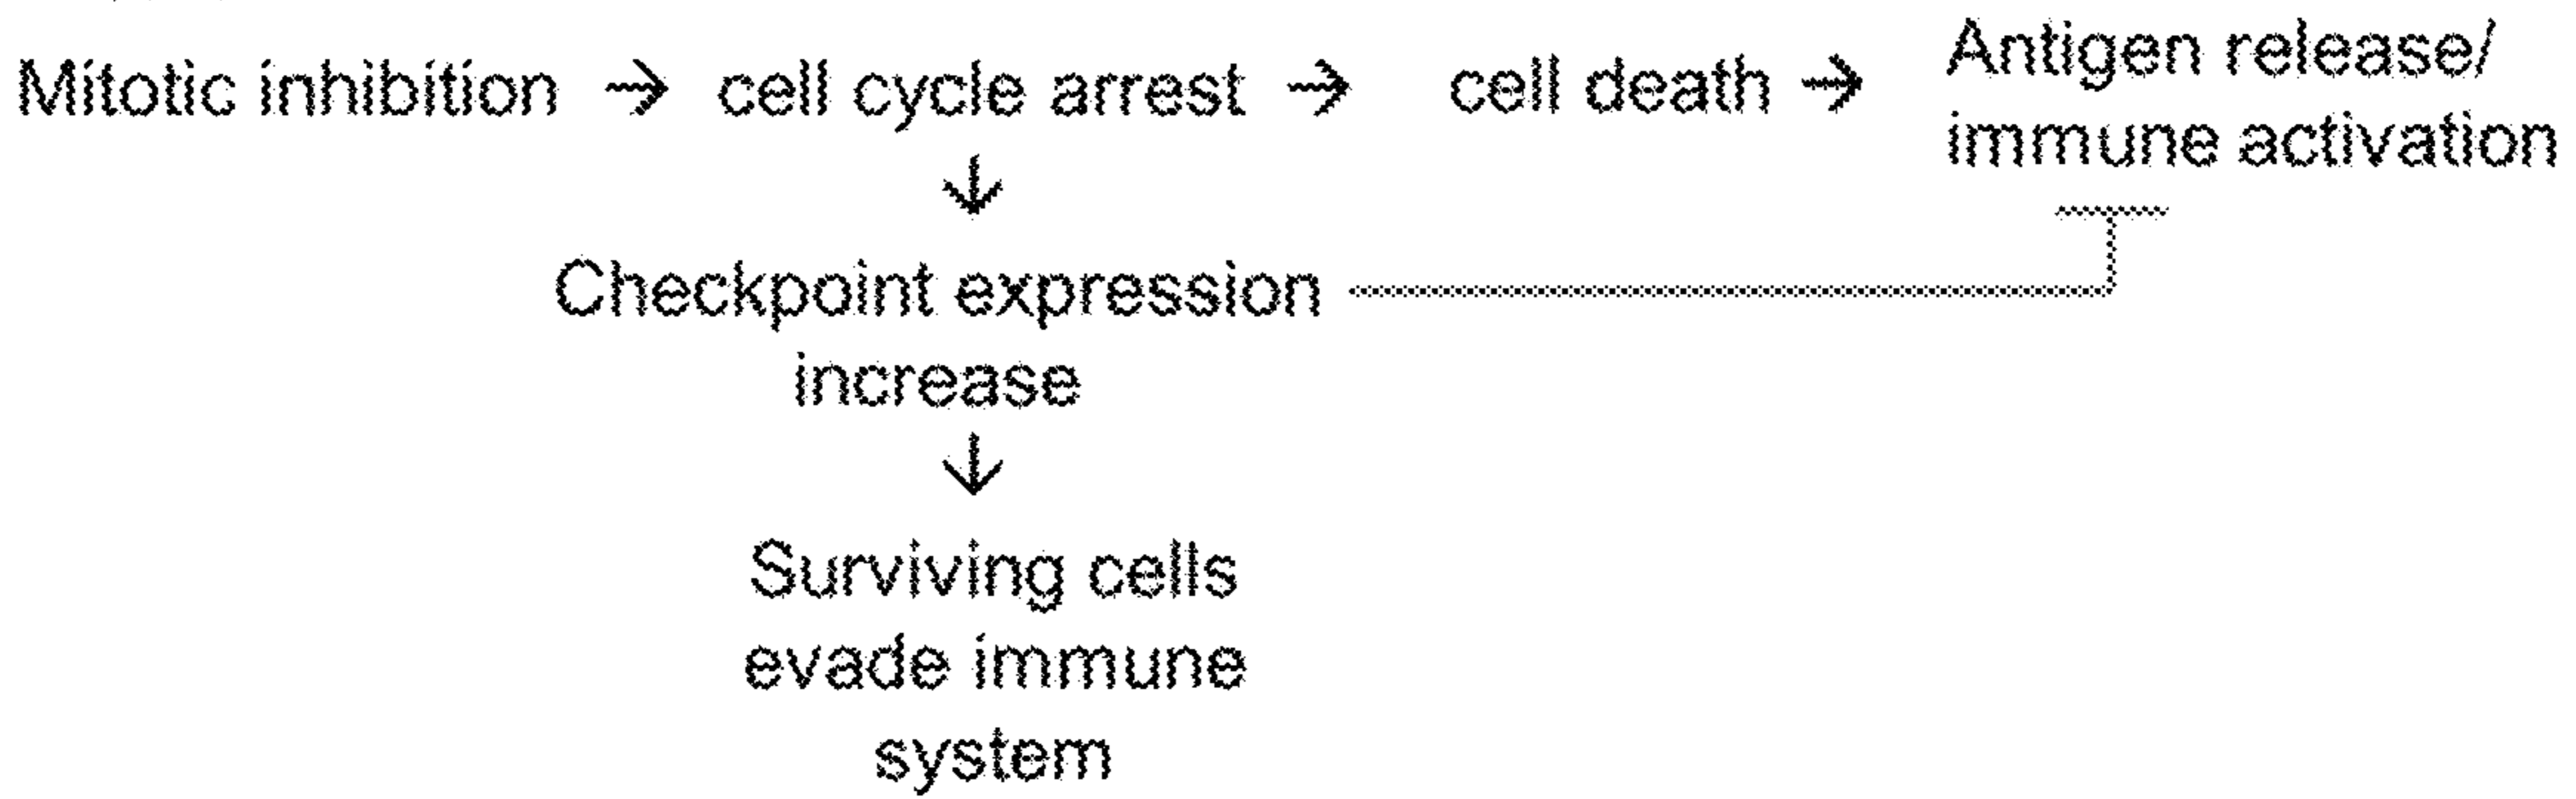 Mitotic inhibition → cell cycle arrest → cell death → Antigen release/
immune activation
↓
Checkpoint expression
increase
↓
Surviving cells
evade immune
system